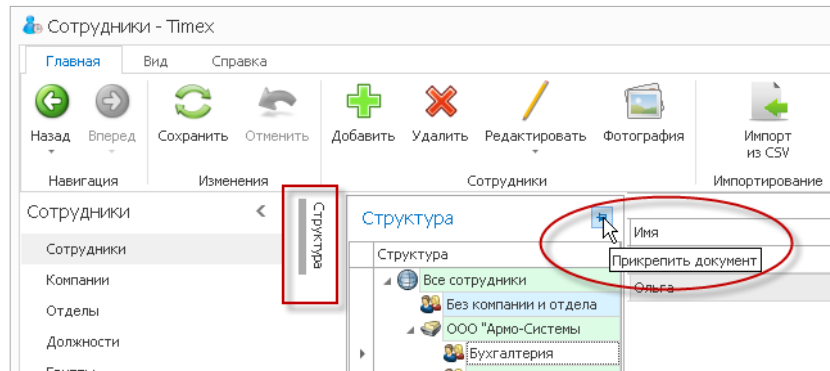 Сотрудники - Timex
Главная Вид Справка
Назад Вперед Сохранить Отменить Добавить Удалить Редактировать Фотография Импорт из CSV
Навигация Изменения Сотрудники Импортирование
Сотрудники
Сотрудники
Компании
Отделы
Должности
Структура
Структура
Структура
Все сотрудники
Без компании и отдела
ООО "Армо-Системы
Бухгалтерия
Имя
Прикрепить документ
Ольга